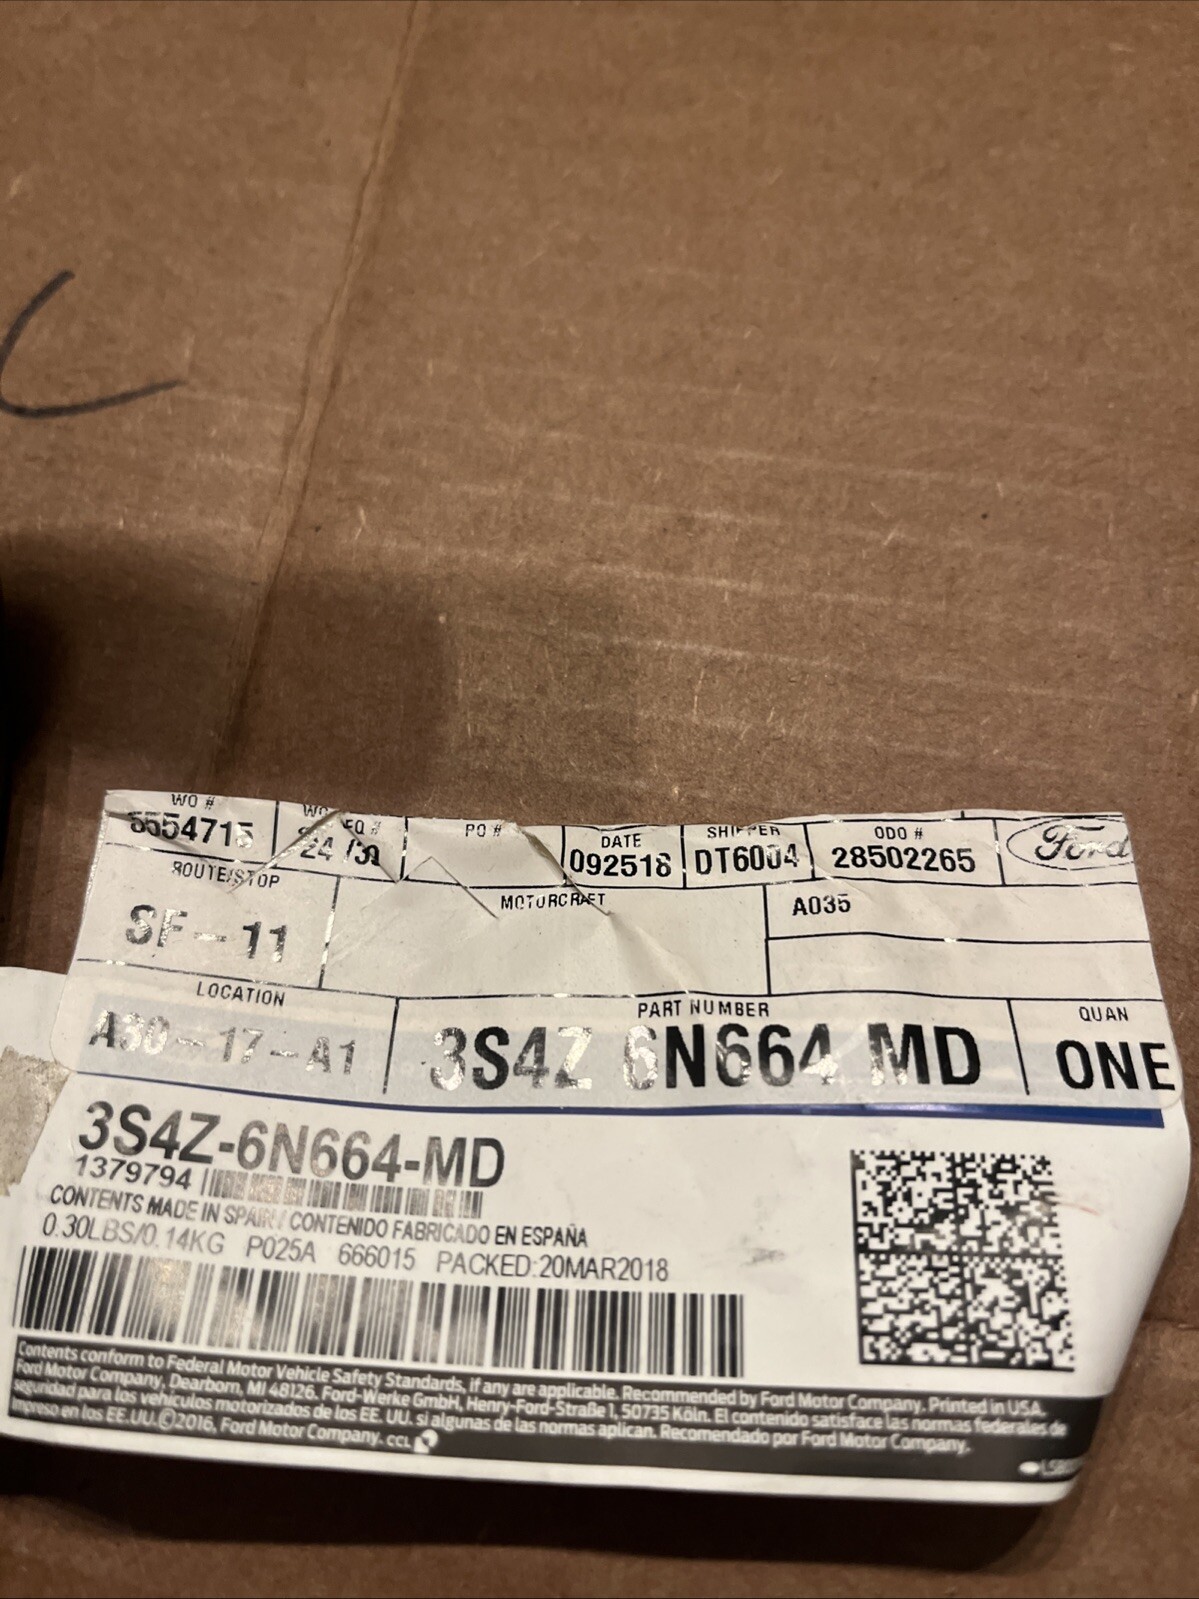 WO #
PO #
DATE
SHIPPER
ODO #
5554715
092518
DT6004
28502265
Ford
ROUTE/STOP
MOTORCRAFT
A035
SF-11
LOCATION
PART NUMBER
QUAN
A30-17-A1
3S4Z 6N664 MD
ONE
3S4Z-6N664-MD
1379794
CONTENTS MADE IN SPAIN / CONTENIDO FABRICADO EN ESPAÑA
0.30LBS/0.14KG P025A 666015 PACKED:20MAR2018
Contents conform to Federal Motor Vehicle Safety Standards, if any are applicable. Recommended by Ford Motor Company. Printed in USA.
Ford Motor Company, Dearborn, MI 48126. Ford-Werke GmbH, Henry-Ford-Straße 1, 50735 Köln. El contenido satisface las normas federales de
seguridad para los vehículos motorizados de los EE. UU. si algunas de las normas aplican. Recomendado por Ford Motor Company.
Impreso en los EE.UU. ©2016, Ford Motor Company. CCL